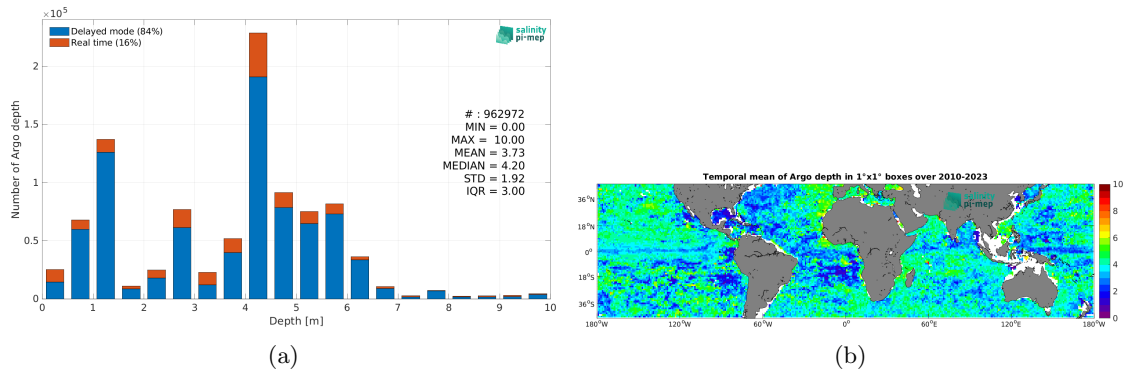 ×10^5
Delayed mode (84%)
Real time (16%)
salinity
pi-mep
Number of Argo depth
2
1.5
1
0.5
0
# : 962972
MIN = 0.00
MAX = 10.00
MEAN = 3.73
MEDIAN = 4.20
STD = 1.92
IQR = 3.00
0 1 2 3 4 5 6 7 8 9 10
Depth [m]
(a)
Temporal mean of Argo depth in 1°x1° boxes over 2010-2023
salinity
pi-mep
36°N
18°N
0°
18°S
36°S
180°W 120°W 60°W 0° 60°E 120°E 180°W
10
8
6
4
2
0
(b)